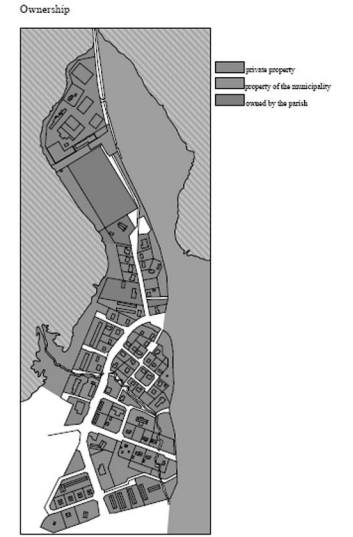 Ownership
private property
property of the municipality
owned by the parish